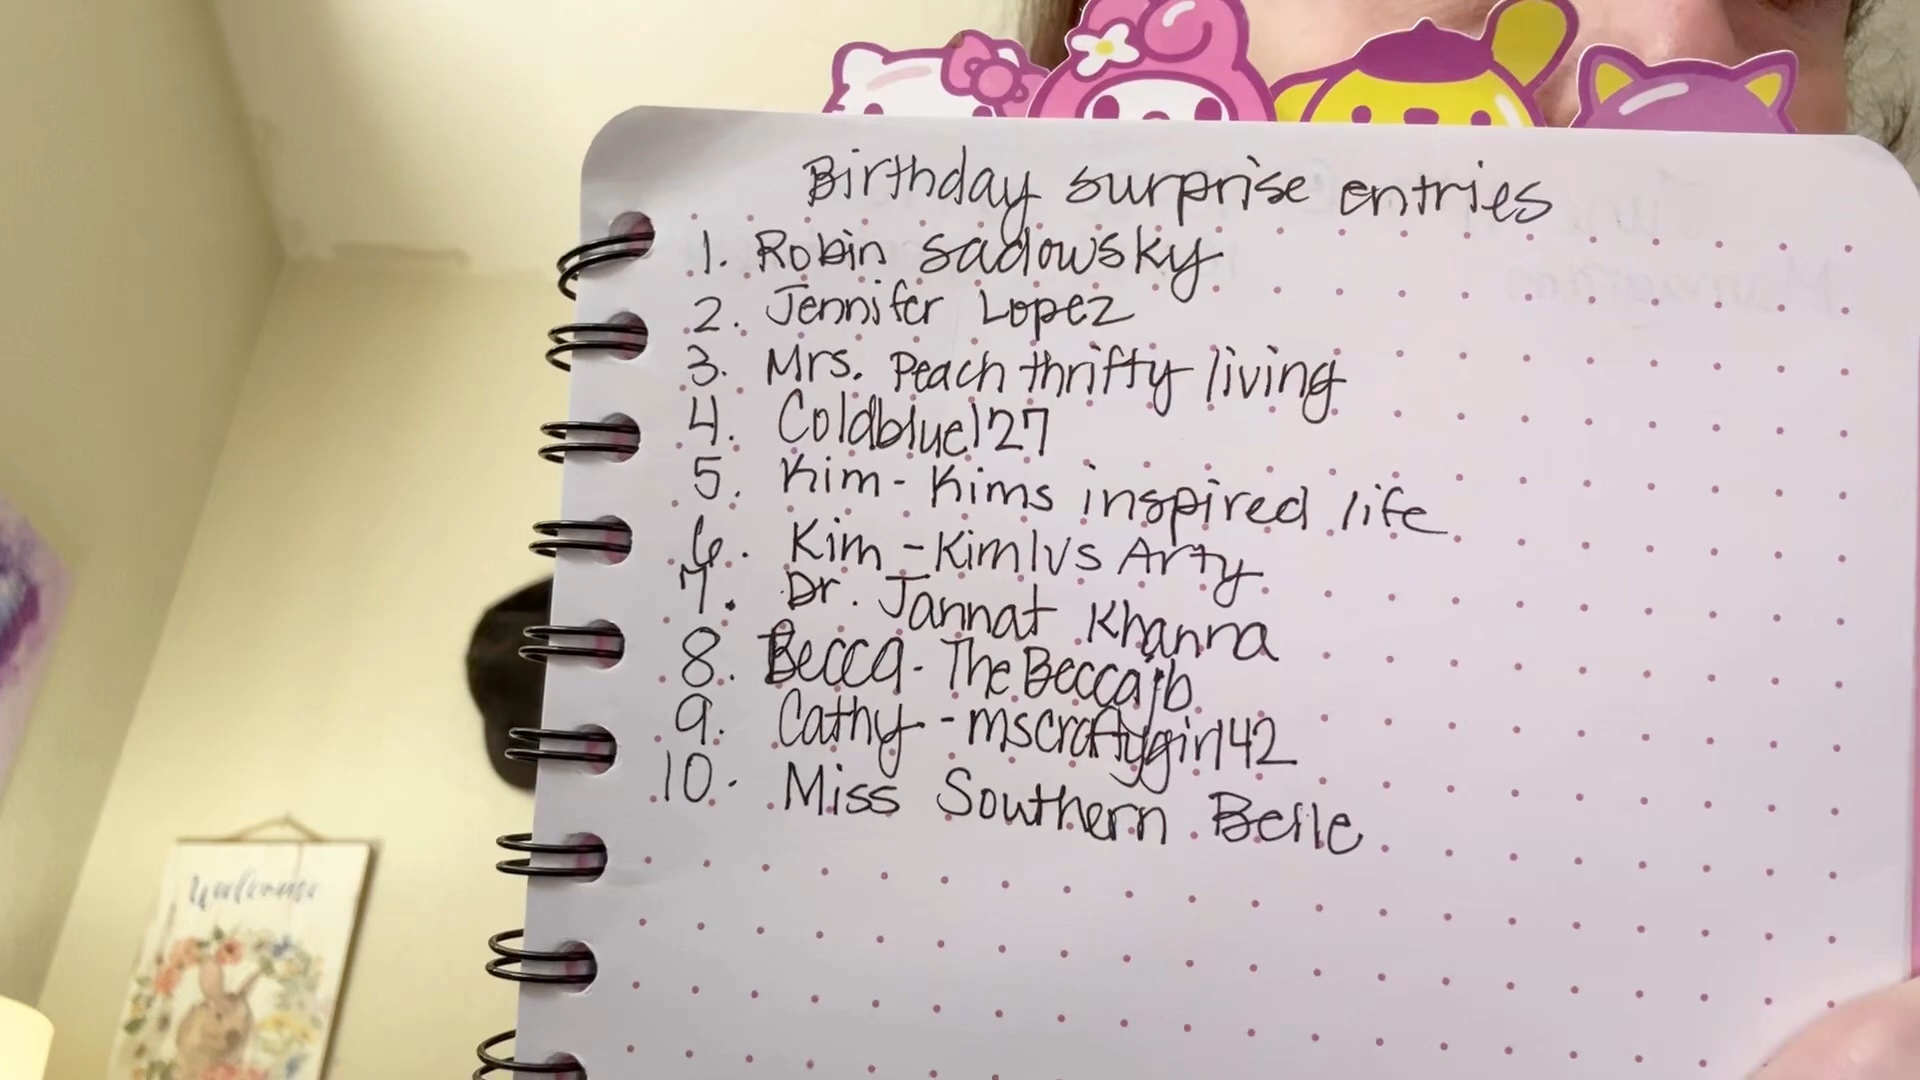 Birthday surprise entries
1. Robin Sadowsky
2. Jennifer Lopez
3. Mrs. Peach thrifty living
4. Coldblue127
5. Kim - Kims inspired life
6. Kim - Kimlvs Arty
7. Dr. Jannat Khanna
8. Becca - TheBeccajb
9. Cathy - mscraftygirl42
10. Miss Southern Belle
Welcome